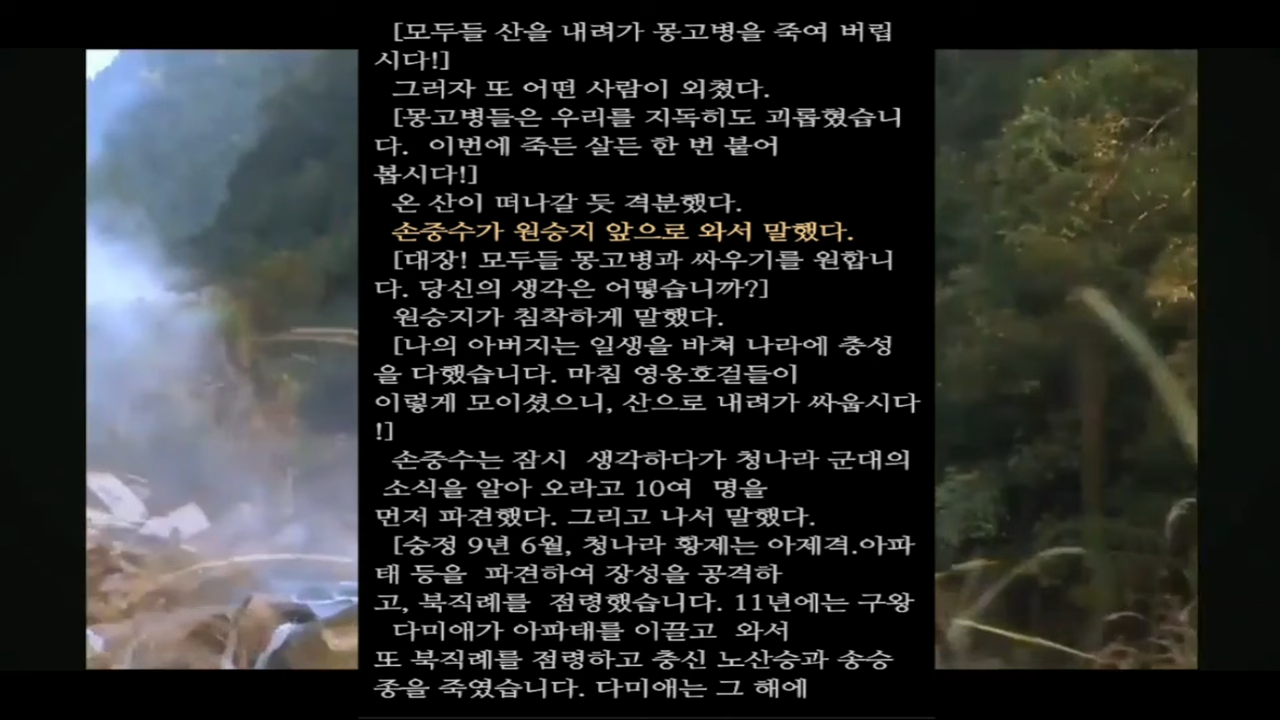 [모두들 산을 내려가 몽고병을 죽여 버립
시다!]
그러자 또 어떤 사람이 외쳤다.
[몽고병들은 우리를 지독히도 괴롭혔습니
다. 이번에 죽든 살든 한 번 붙어
봅시다!]
온 산이 떠나갈 듯 격분했다.
손중수가 원승지 앞으로 와서 말했다.
[대장! 모두들 몽고병과 싸우기를 원합니
다. 당신의 생각은 어떻습니까?]
원승지가 침착하게 말했다.
[나의 아버지는 일생을 바쳐 나라에 충성
을 다했습니다. 마침 영웅호걸들이
이렇게 모이셨으니, 산으로 내려가 싸웁시다
!]
손중수는 잠시 생각하다가 청나라 군대의
소식을 알아 오라고 10여 명을
먼저 파견했다. 그리고 나서 말했다.
[숭정 9년 6월, 청나라 황제는 아제격.아파
태 등을 파견하여 장성을 공격하
고, 북직례를 점령했습니다. 11년에는 구왕
다미애가 아파태를 이끌고 와서
또 북직례를 점령하고 충신 노산승과 송승
종을 죽였습니다. 다미애는 그 해에